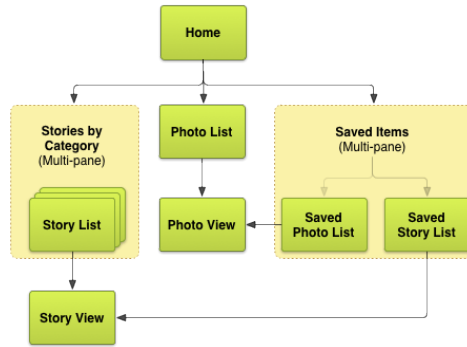 Home
Stories by
Category
(Multi-pane)
Photo List
Saved Items
(Multi-pane)
Story List
Photo View
Saved
Photo List
Saved
Story List
Story View